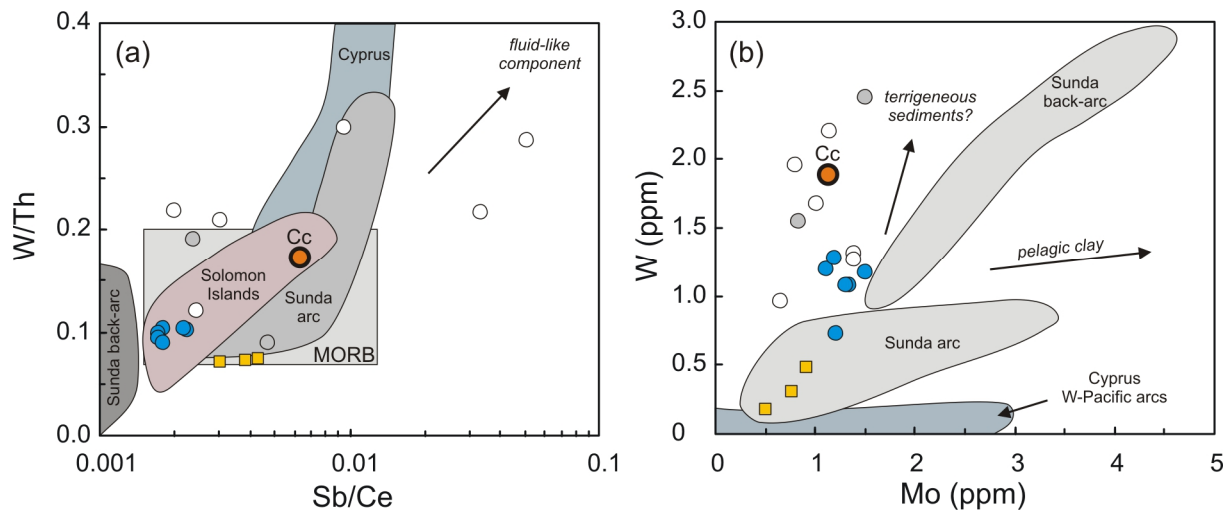 (a)
0.4
0.3
0.2
0.1
0.0
W/Th
Cyprus
fluid-like
component
Cc
Solomon
Islands
Sunda
arc
MORB
Sunda back-arc
0.001
0.01
0.1
Sb/Ce
(b)
3.0
2.5
2.0
1.5
1.0
0.5
0
W (ppm)
Sunda
back-arc
terrigeneous
sediments?
Cc
pelagic clay
Sunda arc
Cyprus
W-Pacific arcs
0
1
2
3
4
5
Mo (ppm)